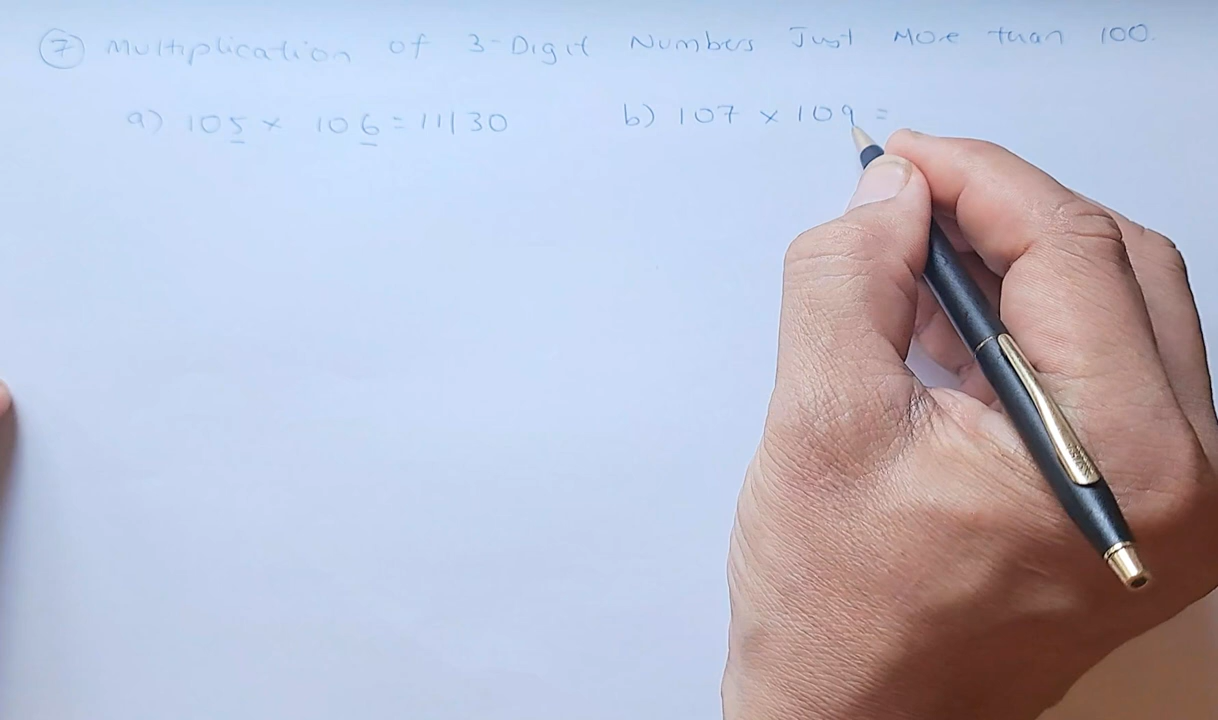 7 Multiplication of 3-Digit Numbers Just More than 100.
a) 105 × 106 = 11130 b) 107 × 109 =